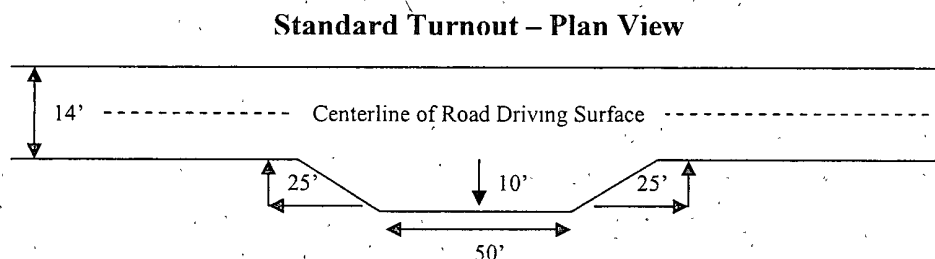 Standard Turnout – Plan View
14’
Centerline of Road Driving Surface
25’
10’
25’
50’